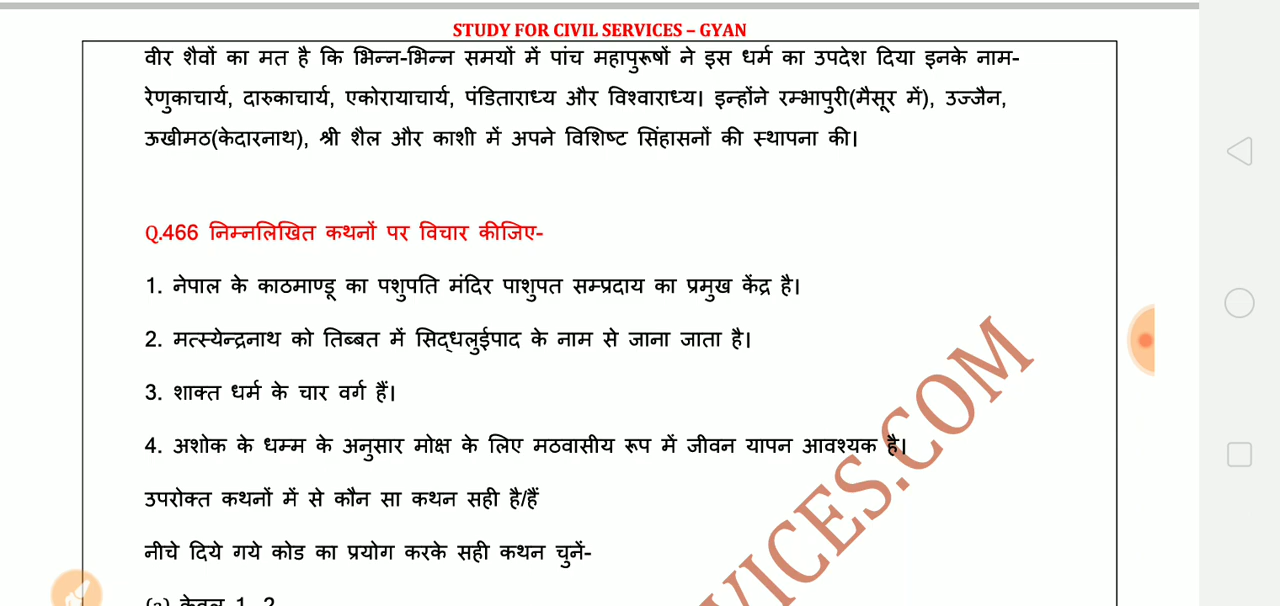 STUDY FOR CIVIL SERVICES – GYAN
वीर शैवों का मत है कि भिन्न-भिन्न समयों में पांच महापुरूषों ने इस धर्म का उपदेश दिया इनके नाम-
रेणुकाचार्य, दारुकाचार्य, एकोरायाचार्य, पंडिताराध्य और विश्वाराध्य। इन्होंने रम्भापुरी(मैसूर में), उज्जैन,
ऊखीमठ(केदारनाथ), श्री शैल और काशी में अपने विशिष्ट सिंहासनों की स्थापना की।
Q.466 निम्नलिखित कथनों पर विचार कीजिए-
1. नेपाल के काठमाण्डू का पशुपति मंदिर पाशुपत सम्प्रदाय का प्रमुख केंद्र है।
2. मत्स्येन्द्रनाथ को तिब्बत में सिद्धलुईपाद के नाम से जाना जाता है।
3. शाक्त धर्म के चार वर्ग हैं।
4. अशोक के धम्म के अनुसार मोक्ष के लिए मठवासीय रूप में जीवन यापन आवश्यक है।
उपरोक्त कथनों में से कौन सा कथन सही है/हैं
नीचे दिये गये कोड का प्रयोग करके सही कथन चुनें-
(a) केवल 1, 2
VICES.COM